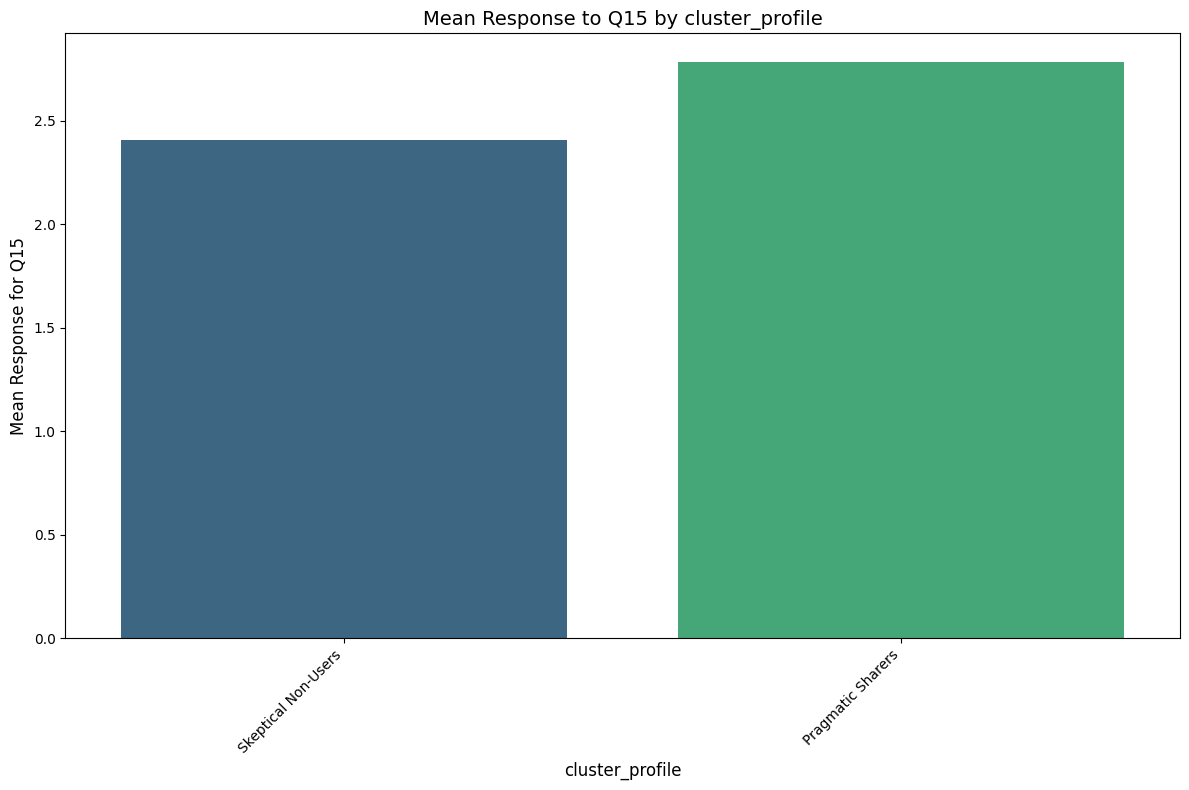 Mean Response to Q15 by cluster_profile
Mean Response for Q15
2.5
2.0
1.5
1.0
0.5
0.0
Skeptical Non-Users
Pragmatic Sharers
cluster_profile